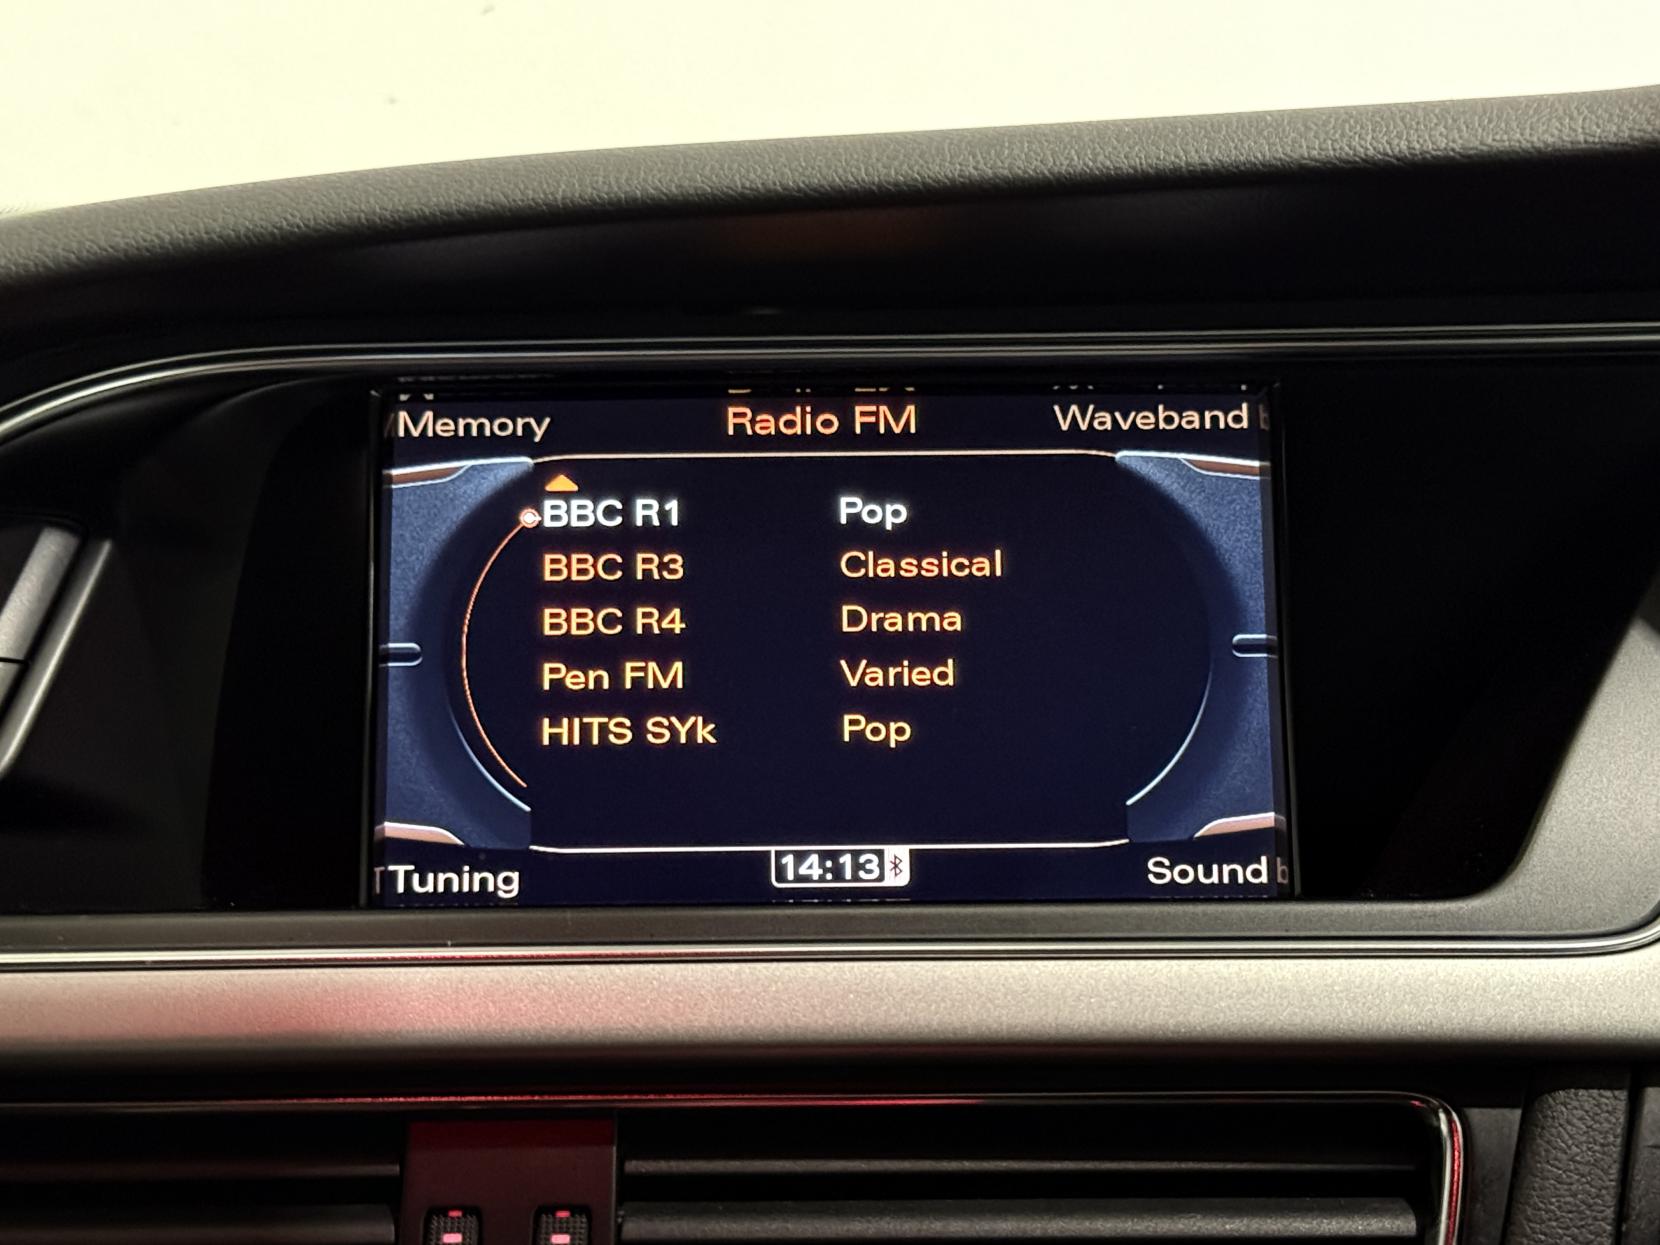 Memory Radio FM Waveband
BBC R1 Pop
BBC R3 Classical
BBC R4 Drama
Pen FM Varied
HITS SYk Pop
Tuning 14:13 Sound